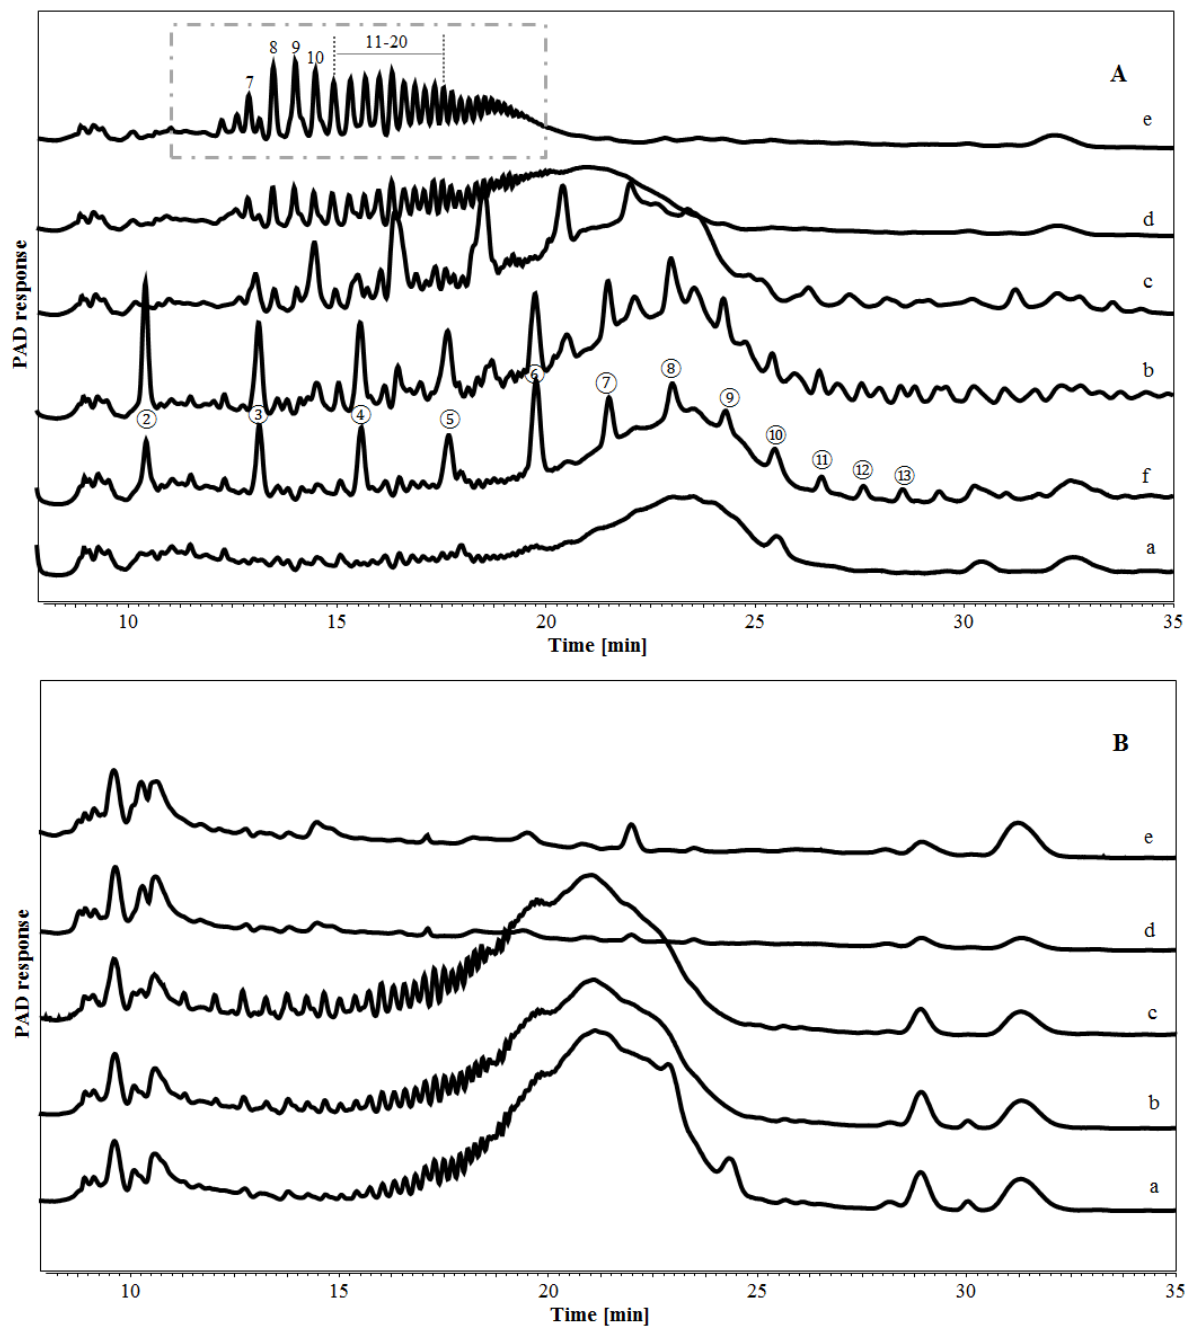 11-20
8 9
10
7
A
e
d
c
b
⑥
⑦ ⑧
② ③ ④ ⑤ ⑨
⑩
⑪ ⑫ ⑬
f
a
PAD response
10 15 20 25 30 35
Time [min]
B
e
d
c
b
a
PAD response
10 15 20 25 30 35
Time [min]